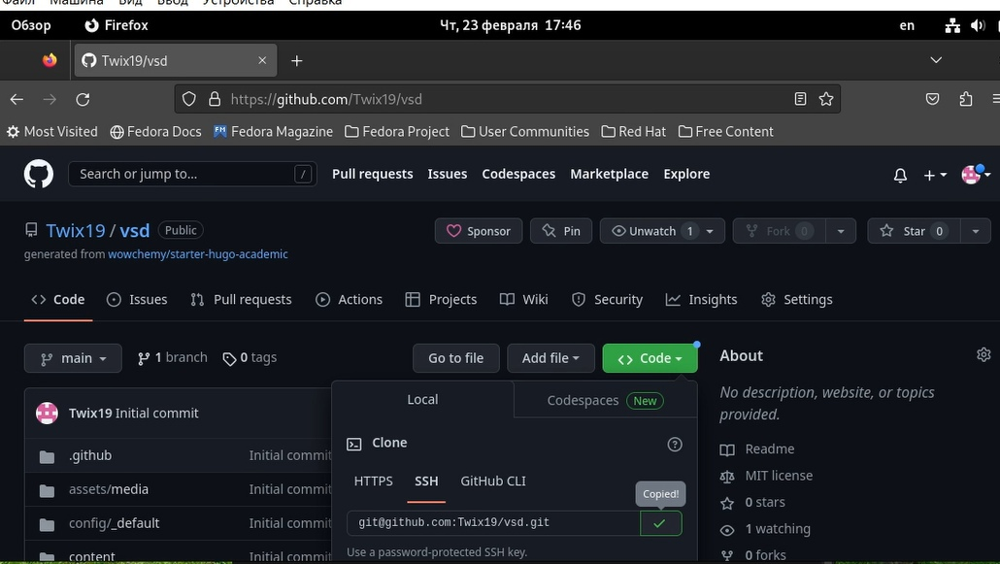 Файл Машина Вид Ввод Устройства Справка
Обзор Firefox Чт, 23 февраля 17:46 en
Twix19/vsd
https://github.com/Twix19/vsd
Most Visited Fedora Docs Fedora Magazine Fedora Project User Communities Red Hat Free Content
Search or jump to... / Pull requests Issues Codespaces Marketplace Explore
Twix19 / vsd Public Sponsor Pin Unwatch 1 Fork 0 Star 0
generated from wowchemy/starter-hugo-academic
Code Issues Pull requests Actions Projects Wiki Security Insights Settings
main 1 branch 0 tags Go to file Add file Code
About
No description, website, or topics
provided.
Readme
MIT license
0 stars
1 watching
0 forks
Local Codespaces New
Clone
HTTPS SSH GitHub CLI
Copied!
git@github.com:Twix19/vsd.git
Use a password-protected SSH key.
Twix19 Initial commit
.github Initial commit
assets/media Initial commit
config/_default Initial commit
content Initial commit